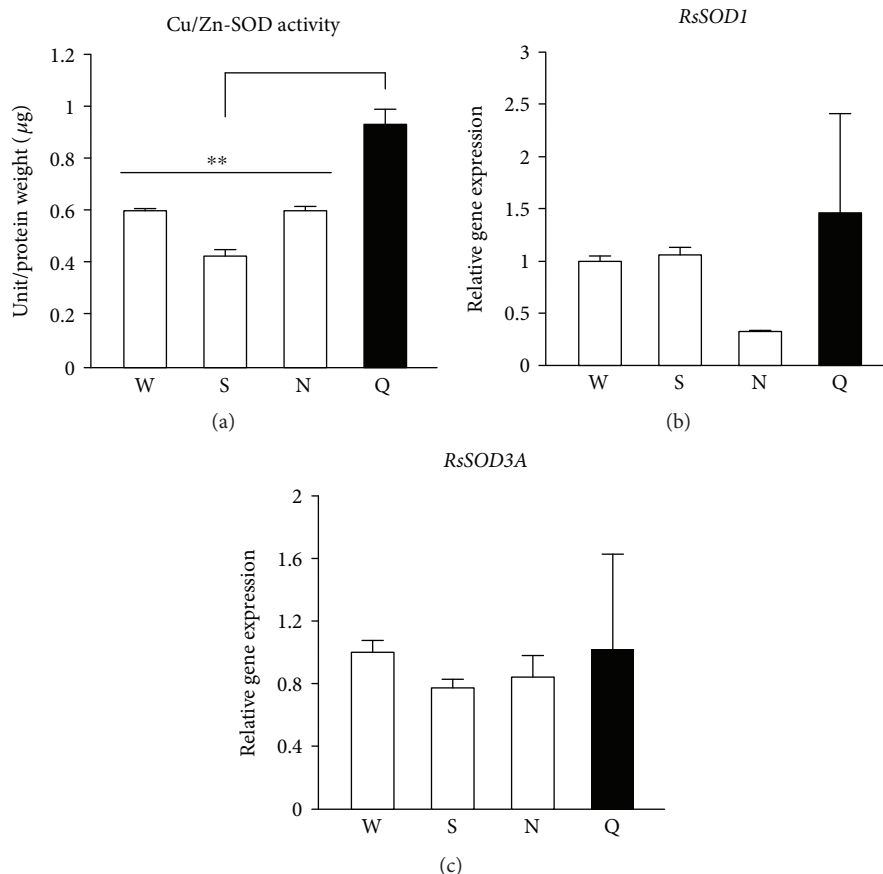 Cu/Zn-SOD activity
Unit/protein weight (μg)
1.2
1
0.8
0.6
0.4
0.2
0
**
W S N Q
(a)
RsSOD1
Relative gene expression
3
2.5
2
1.5
1
0.5
0
W S N Q
(b)
RsSOD3A
Relative gene expression
2
1.6
1.2
0.8
0.4
0
W S N Q
(c)